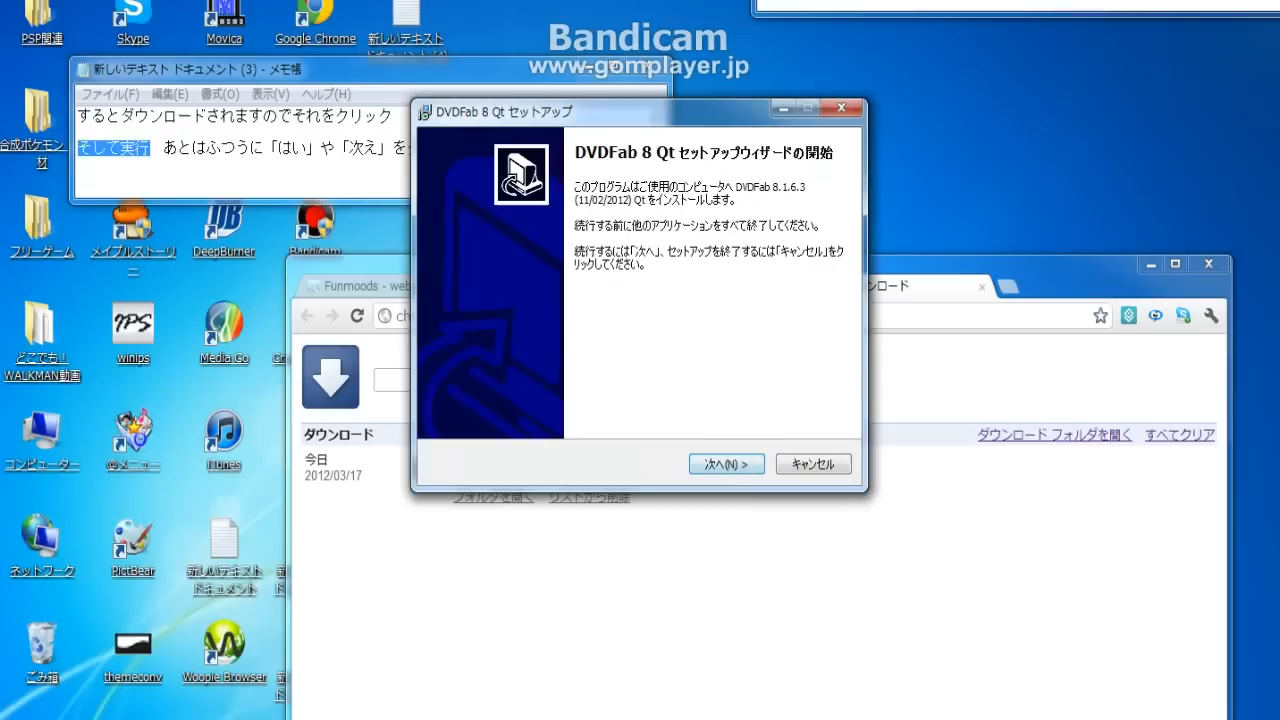 PSP関連
Skype
Movica
Google Chrome
新しいテキスト
Bandicam
www.gomplayer.jp
新しいテキスト ドキュメント (3) - メモ帳
ファイル(F) 編集(E) 書式(O) 表示(V) ヘルプ(H)
するとダウンロードされますのでそれをクリック
そして実行 あとはふつうに「はい」や「次え」を
合成ポケモン
材
フリーゲーム
メイプルストーリ
DeepBurner
Bandicam
DVDFab 8 Qt セットアップ
DVDFab 8 Qt セットアップウィザードの開始
このプログラムはご使用のコンピュータへ DVDFab 8.1.6.3
(11/02/2012) Qt をインストールします。
続行する前に他のアプリケーションをすべて終了してください。
続行するには「次へ」、セットアップを終了するには「キャンセル」をク
リックしてください。
次へ(N) >
キャンセル
Funmoods - web
ンロード
ch
ダウンロード
ダウンロード フォルダを開く すべてクリア
今日
2012/03/17
フォルダを開く リストから削除
どこでも！
WALKMAN動画
winips
Media Go
コンピューター
@メニュー
iTunes
ネットワーク
PictBear
新しいテキスト
ドキュメント
ごみ箱
themeconv
Woopie Browser